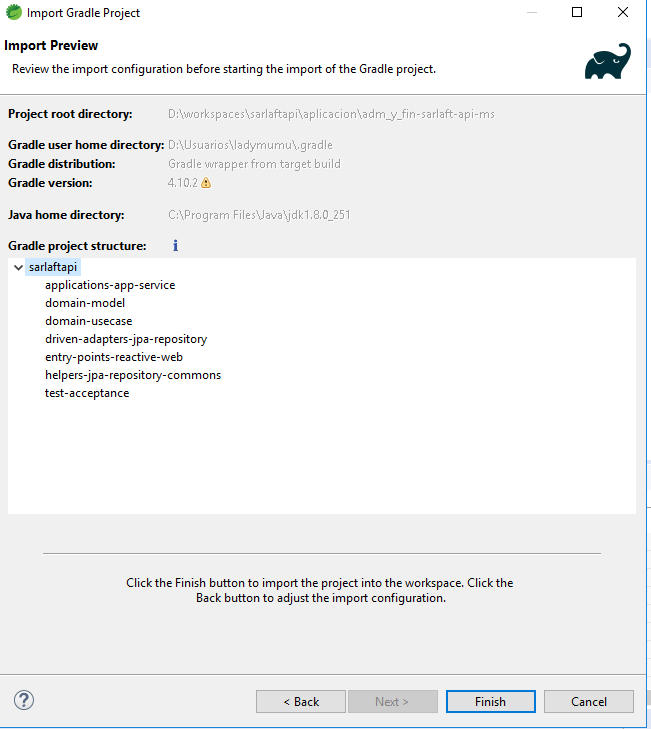 Import Gradle Project
Import Preview
Review the import configuration before starting the import of the Gradle project.
Project root directory: D:\workspaces\sarlaftapi\aplicacion\adm_y_fin-sarlaft-api-ms
Gradle user home directory: D:\Usuarios\ladymumu\.gradle
Gradle distribution: Gradle wrapper from target build
Gradle version: 4.10.2
Java home directory: C:\Program Files\Java\jdk1.8.0_251
Gradle project structure:
sarlaftapi
applications-app-service
domain-model
domain-usecase
driven-adapters-jpa-repository
entry-points-reactive-web
helpers-jpa-repository-commons
test-acceptance
Click the Finish button to import the project into the workspace. Click the
Back button to adjust the import configuration.
< Back Next > Finish Cancel